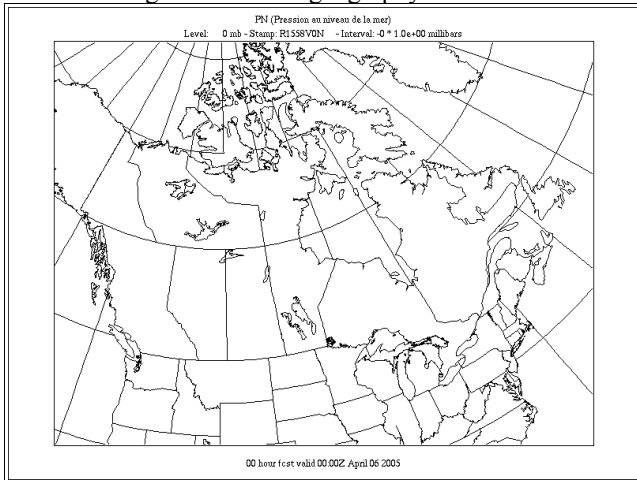 PN (Pression au niveau de la mer)
Level: 0 mb - Stamp: R1558V0N - Interval: -0 * 1.0e+00 millibars
00 hour fcst valid 00:00Z April 06 2005